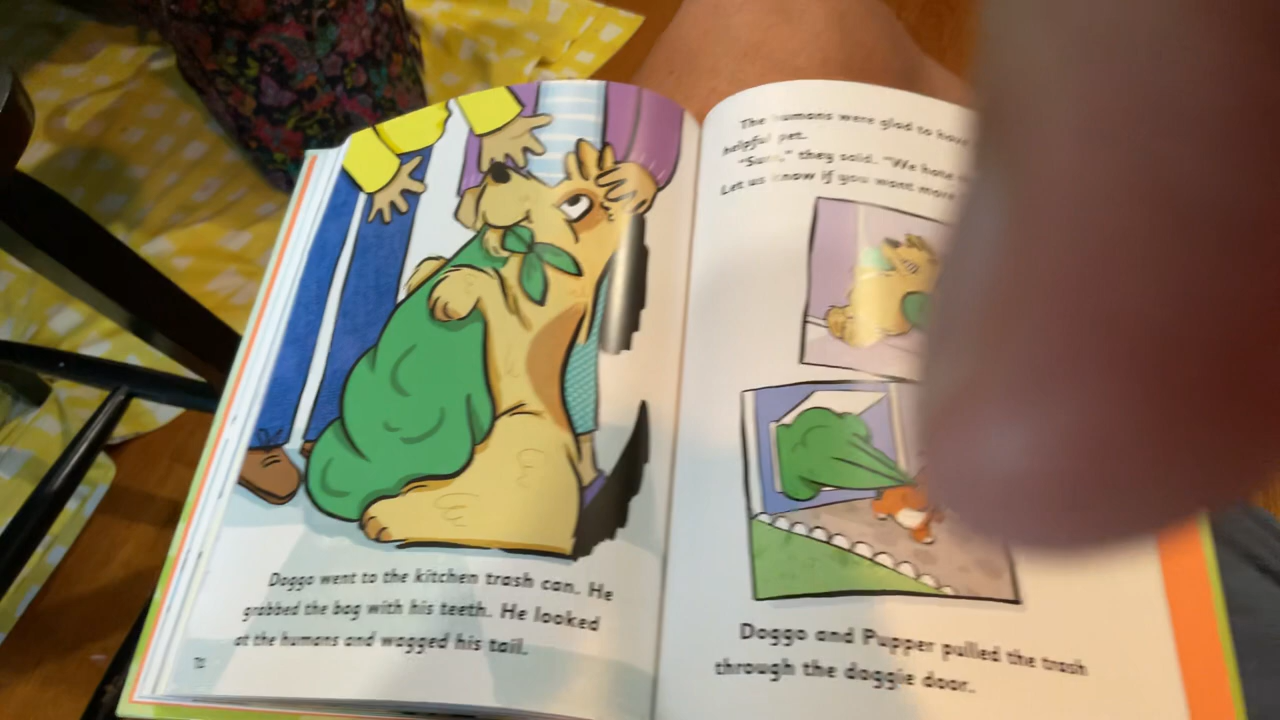 Doggo went to the kitchen trash can. He
grabbed the bag with his teeth. He looked
at the humans and wagged his tail.
The humans were glad to have
helpful pet.
they said. "We hate
Let us know if you want more
Doggo and Pupper pulled the trash
through the doggie door.